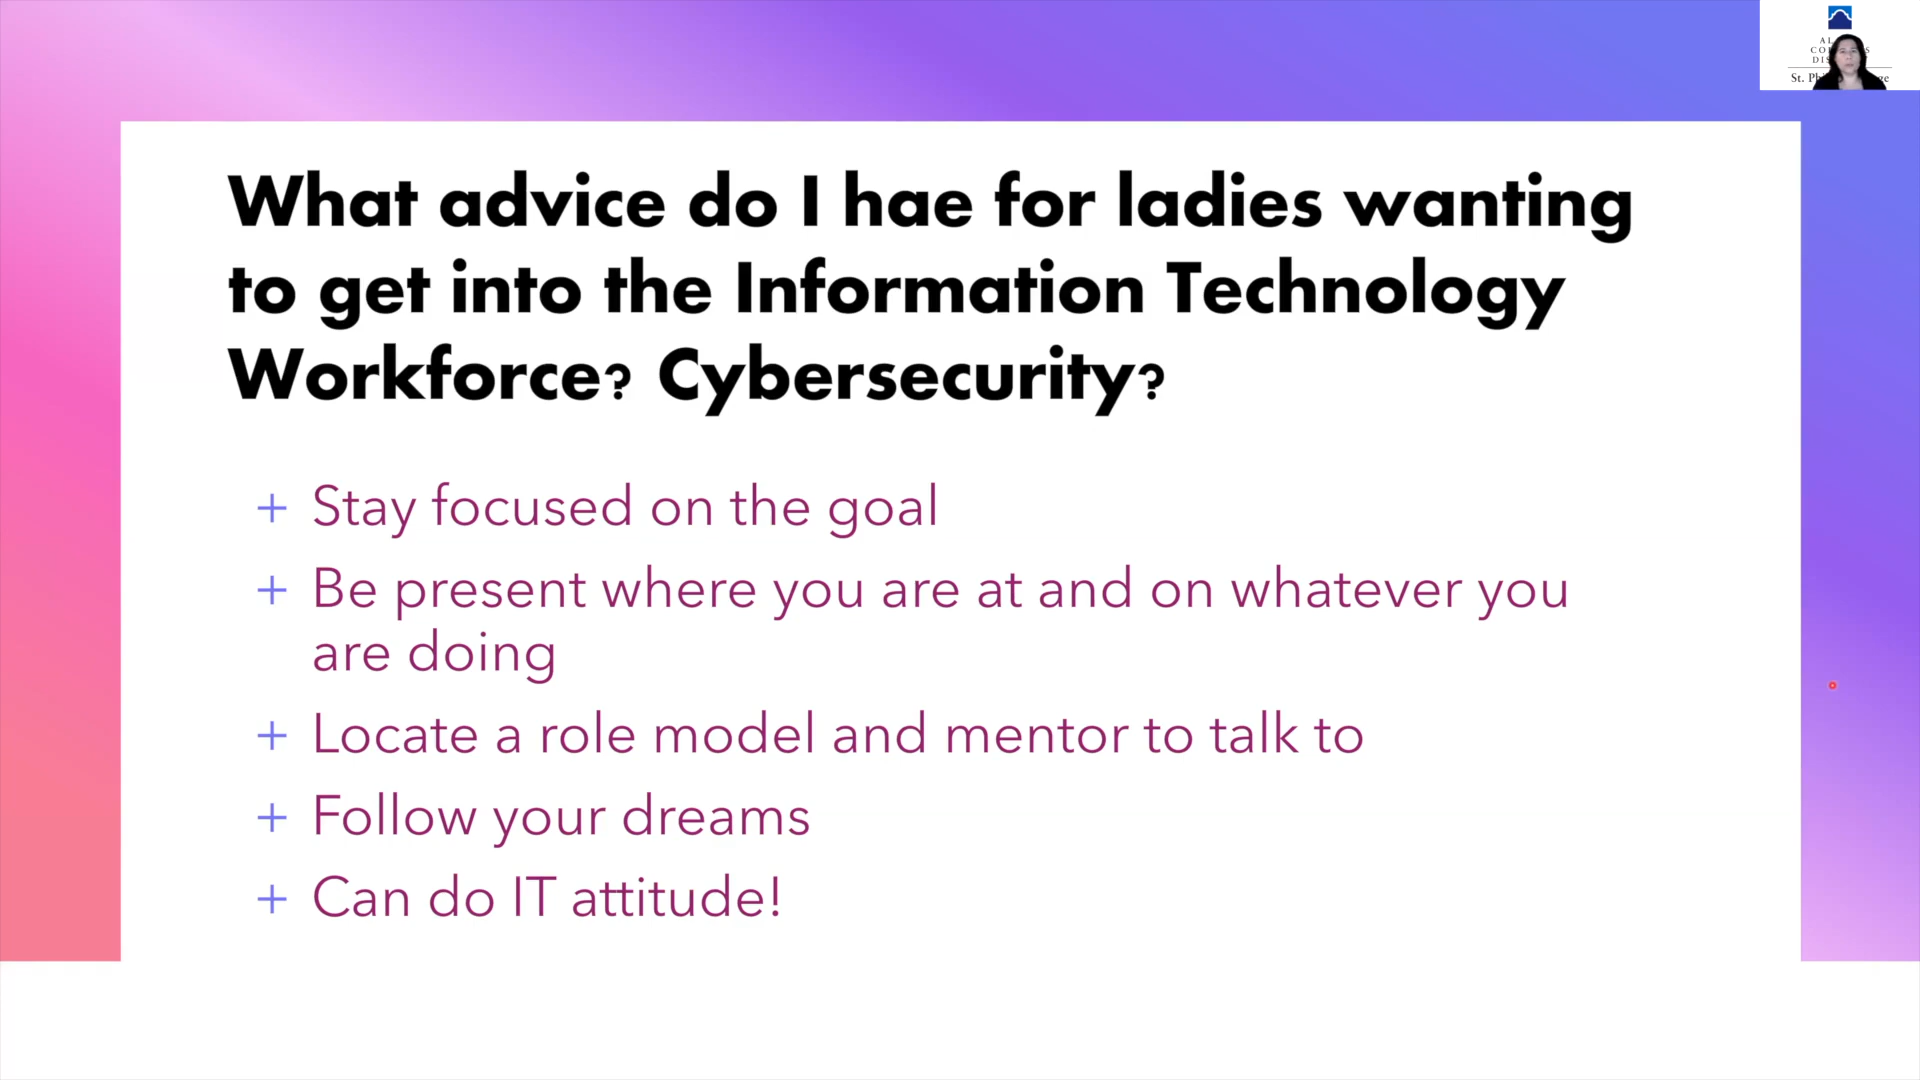 What advice do I hae for ladies wanting
to get into the Information Technology
Workforce? Cybersecurity?
+ Stay focused on the goal
+ Be present where you are at and on whatever you
are doing
+ Locate a role model and mentor to talk to
+ Follow your dreams
+ Can do IT attitude!
St.